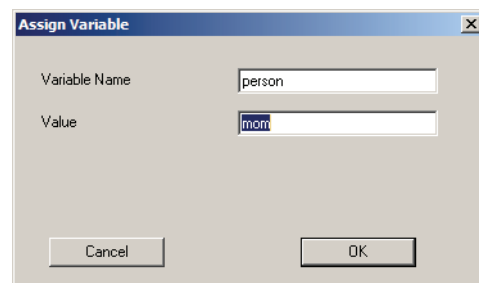 Assign Variable
Variable Name person
Value mom
Cancel OK